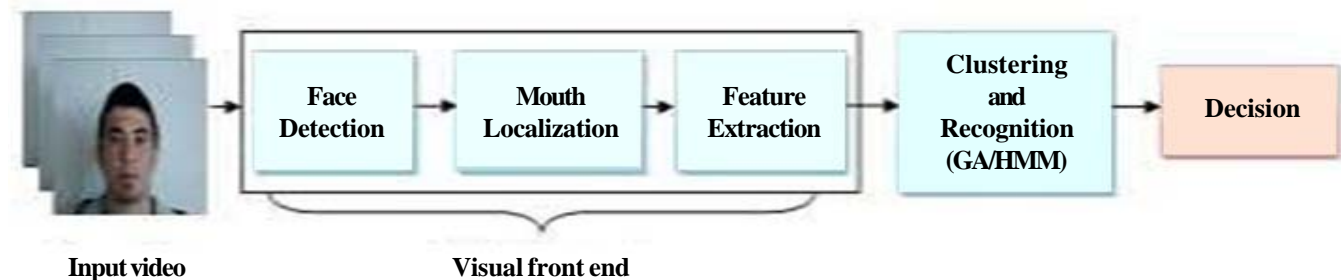 Face
Detection
Mouth
Localization
Feature
Extraction
Clustering
and
Recognition
(GA/HMM)
Decision
Input video
Visual front end